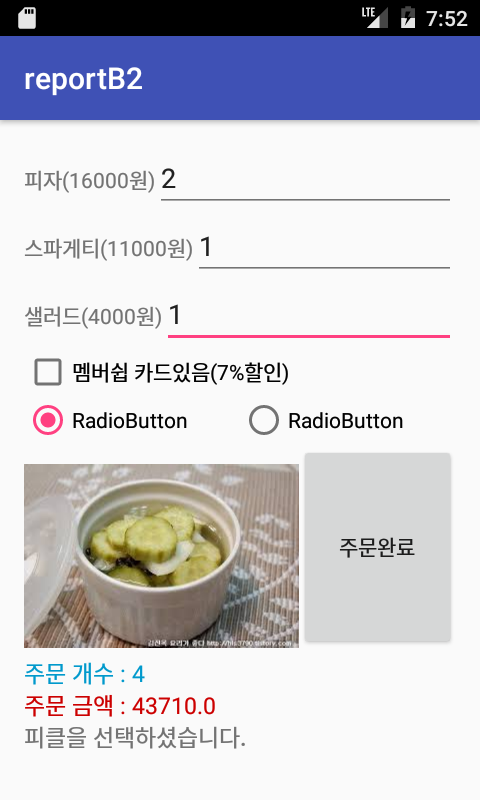 LTE 7:52
reportB2
피자(16000원) 2
스파게티(11000원) 1
샐러드(4000원) 1
멤버쉽 카드있음(7%할인)
RadioButton RadioButton
주문완료
주문 개수 : 4
주문 금액 : 43710.0
피클을 선택하셨습니다.